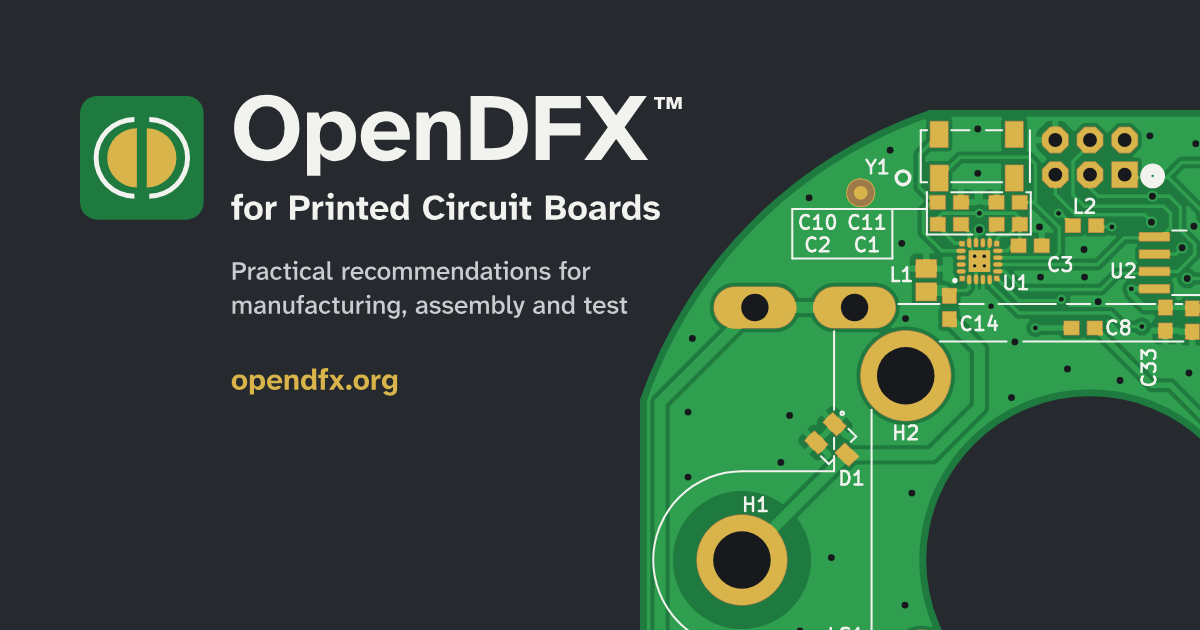 OpenDFX™
for Printed Circuit Boards
Practical recommendations for
manufacturing, assembly and test
opendfx.org
Y1
C10 C11
C2 C1
L2
L1
U1
C3
U2
C14
C8
C33
H2
D1
H1